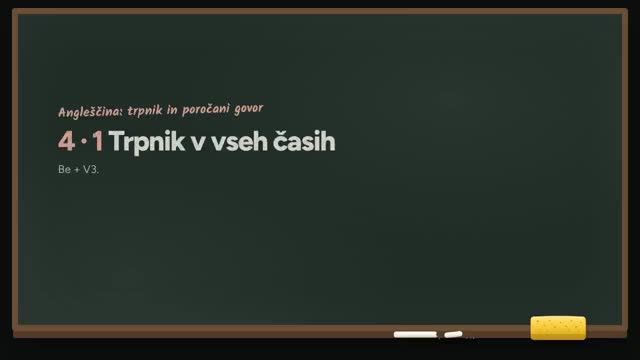 Angleščina: trpnik in poročani govor
4·1 Trpnik v vseh časih
Be + V3.